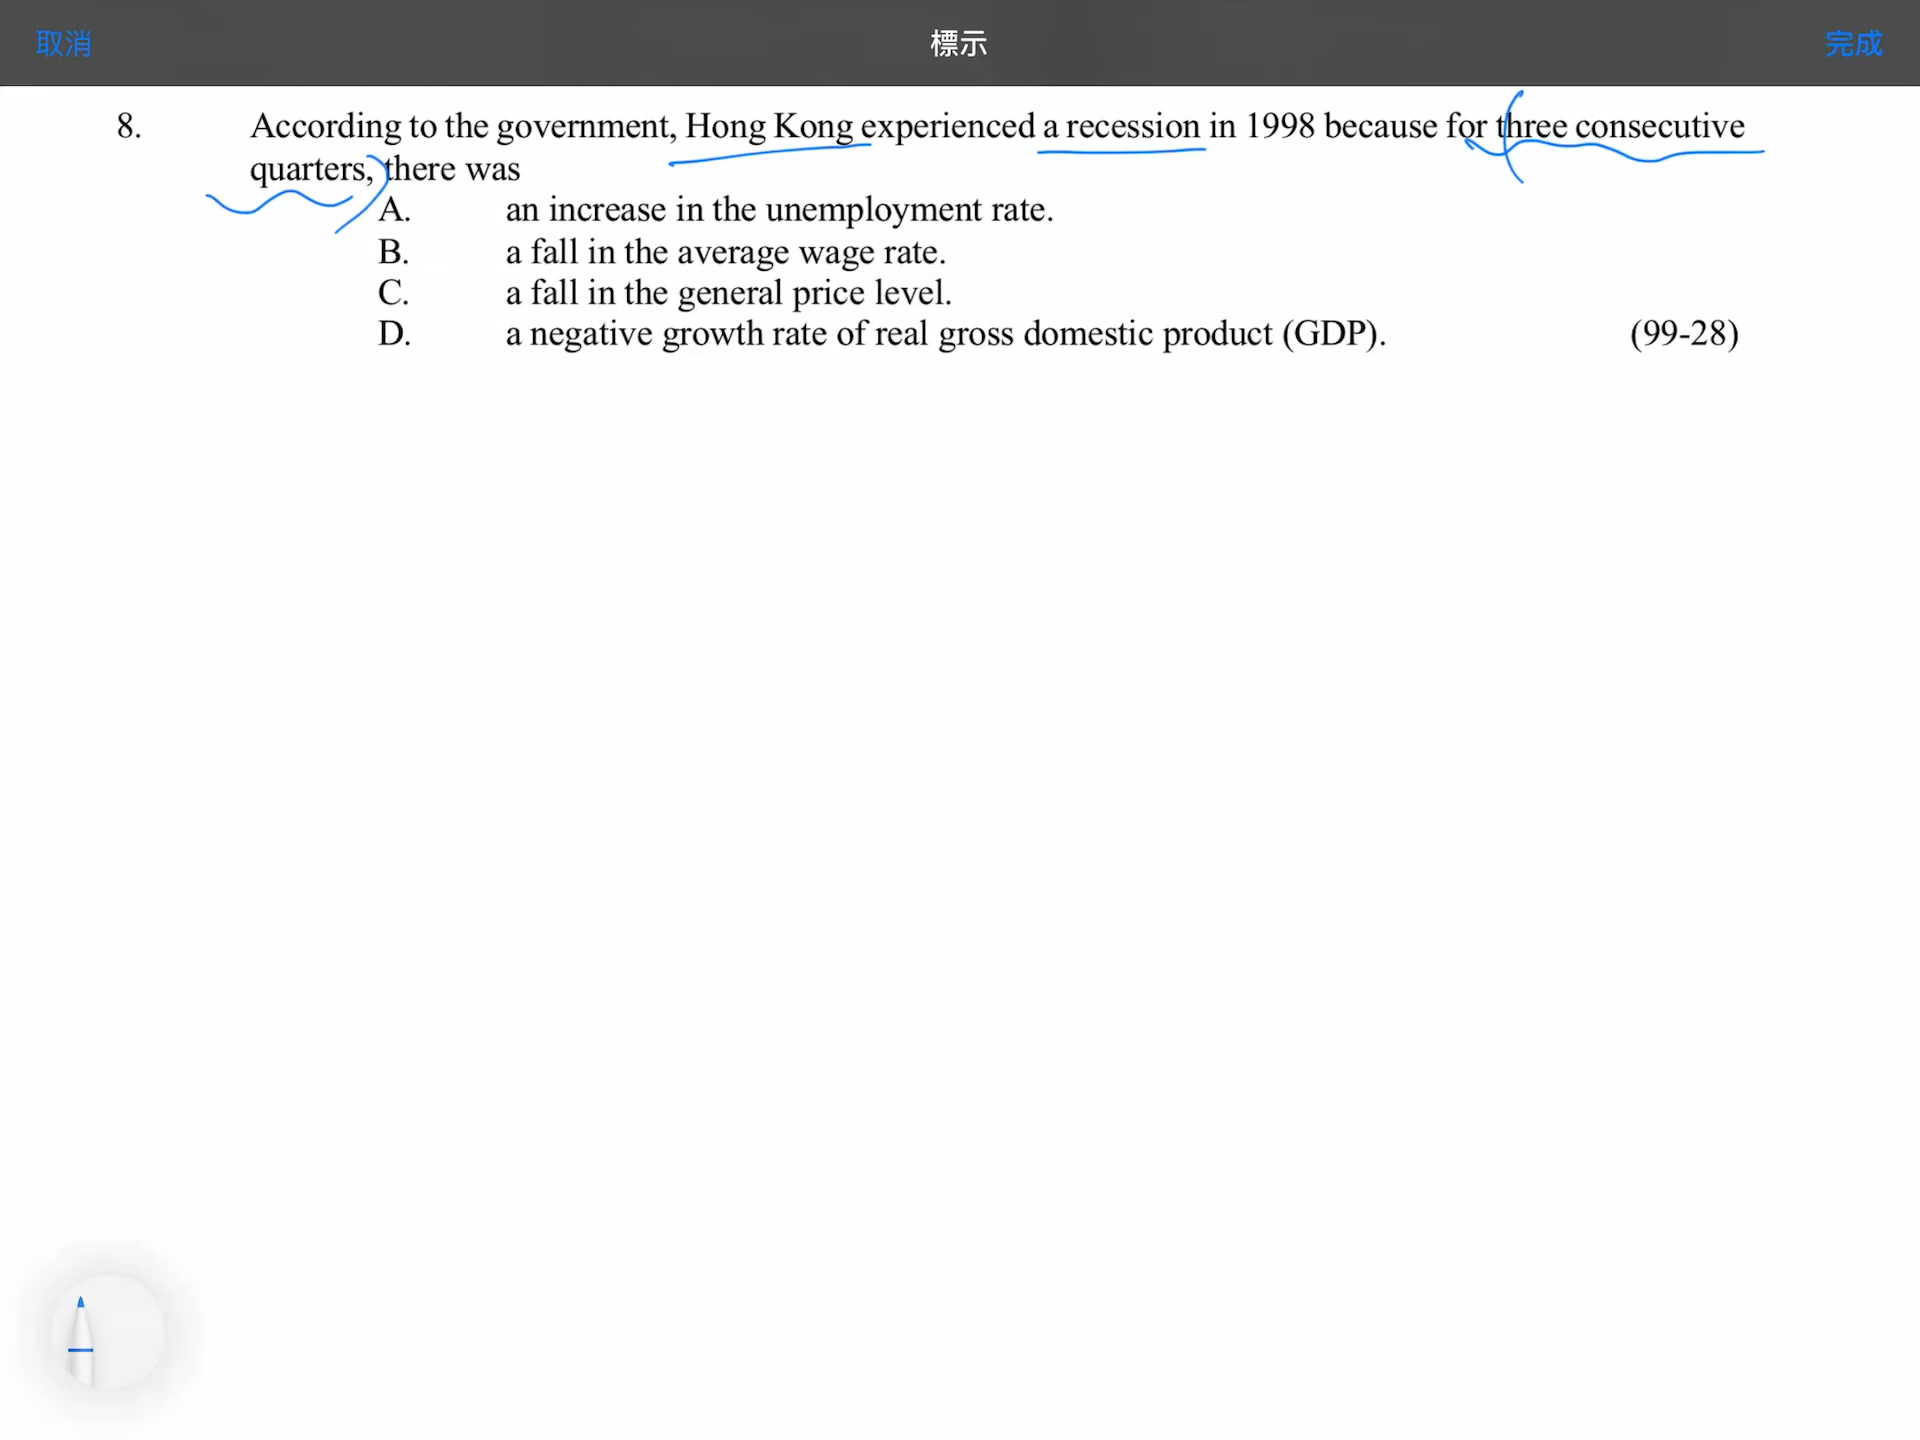 取消 標示 完成
8. According to the government, Hong Kong experienced a recession in 1998 because for three consecutive
quarters, there was
A. an increase in the unemployment rate.
B. a fall in the average wage rate.
C. a fall in the general price level.
D. a negative growth rate of real gross domestic product (GDP). (99-28)